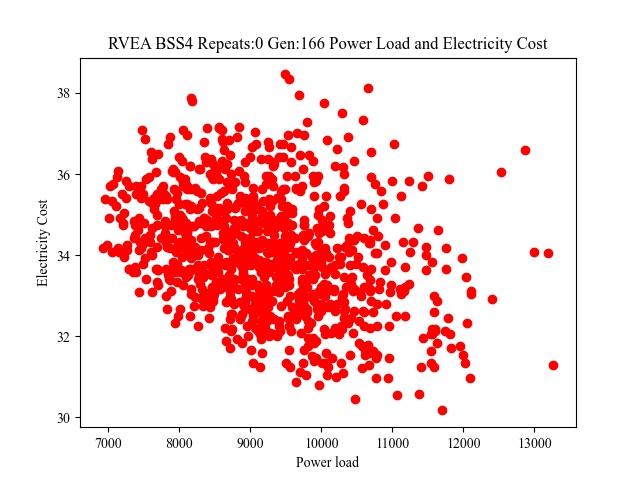 RVEA BSS4 Repeats:0 Gen:166 Power Load and Electricity Cost
38
36
34
32
30
Electricity Cost
7000 8000 9000 10000 11000 12000 13000
Power load